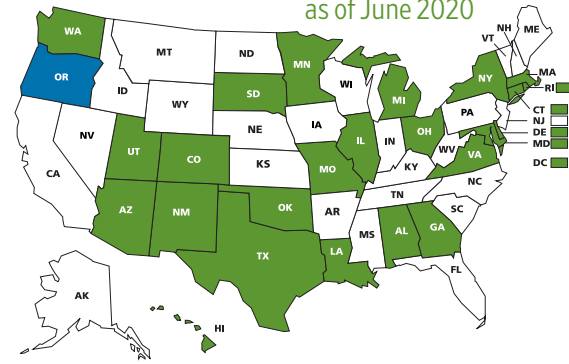 as of June 2020
WA
MT
ND
MN
VT
NH
ME
OR
ID
SD
WI
MI
NY
MA
RI
WY
CT
NJ
DE
MD
DC
NV
NE
IA
IL
IN
OH
PA
WV
VA
UT
CO
KS
MO
KY
CA
NC
TN
AZ
NM
OK
AR
SC
MS
AL
GA
TX
LA
FL
AK
HI